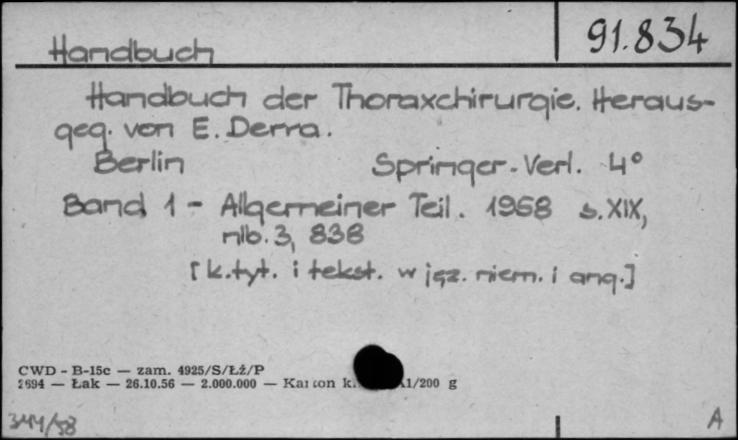 91.834
Handbuch
Handbuch der Thoraxchirurgie. Heraus-
geg. von E. Derra.
Berlin Springer-Verl. 4°
Band 1 - Allgemeiner Teil. 1958 s. XIX,
nlb. 3, 838
[k.tyt. i tekst. w jęz. niem. i ang.]
CWD - B-15c — zam. 4925/S/Łż/P
2694 — Łak — 26.10.56 — 2.000.000 — Karton 1/200 g
344/58 A